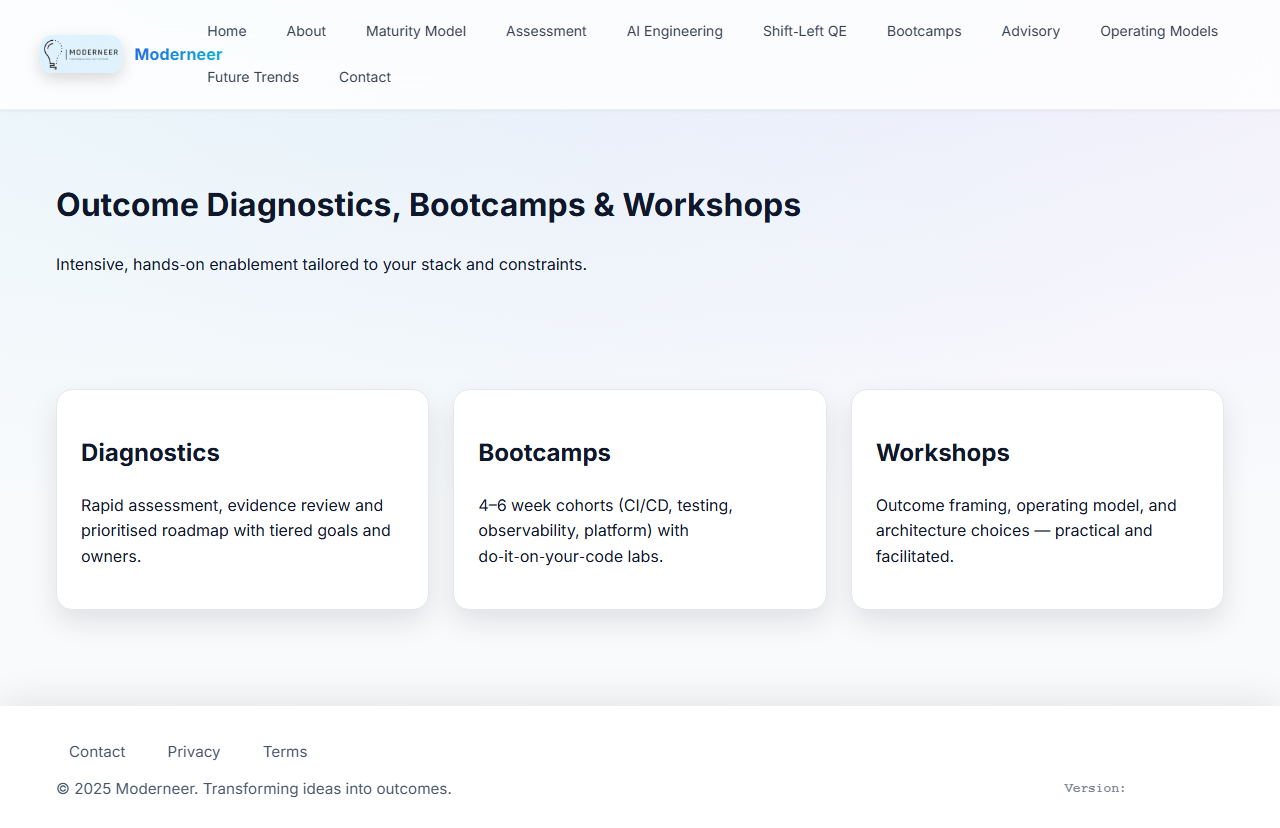 Home About Maturity Model Assessment AI Engineering Shift-Left QE Bootcamps Advisory Operating Models
MODERNEER Moderneer
Future Trends Contact
Outcome Diagnostics, Bootcamps & Workshops
Intensive, hands-on enablement tailored to your stack and constraints.
Diagnostics
Rapid assessment, evidence review and
prioritised roadmap with tiered goals and
owners.
Bootcamps
4–6 week cohorts (CI/CD, testing,
observability, platform) with
do-it-on-your-code labs.
Workshops
Outcome framing, operating model, and
architecture choices — practical and
facilitated.
Contact Privacy Terms
© 2025 Moderneer. Transforming ideas into outcomes.
Version: